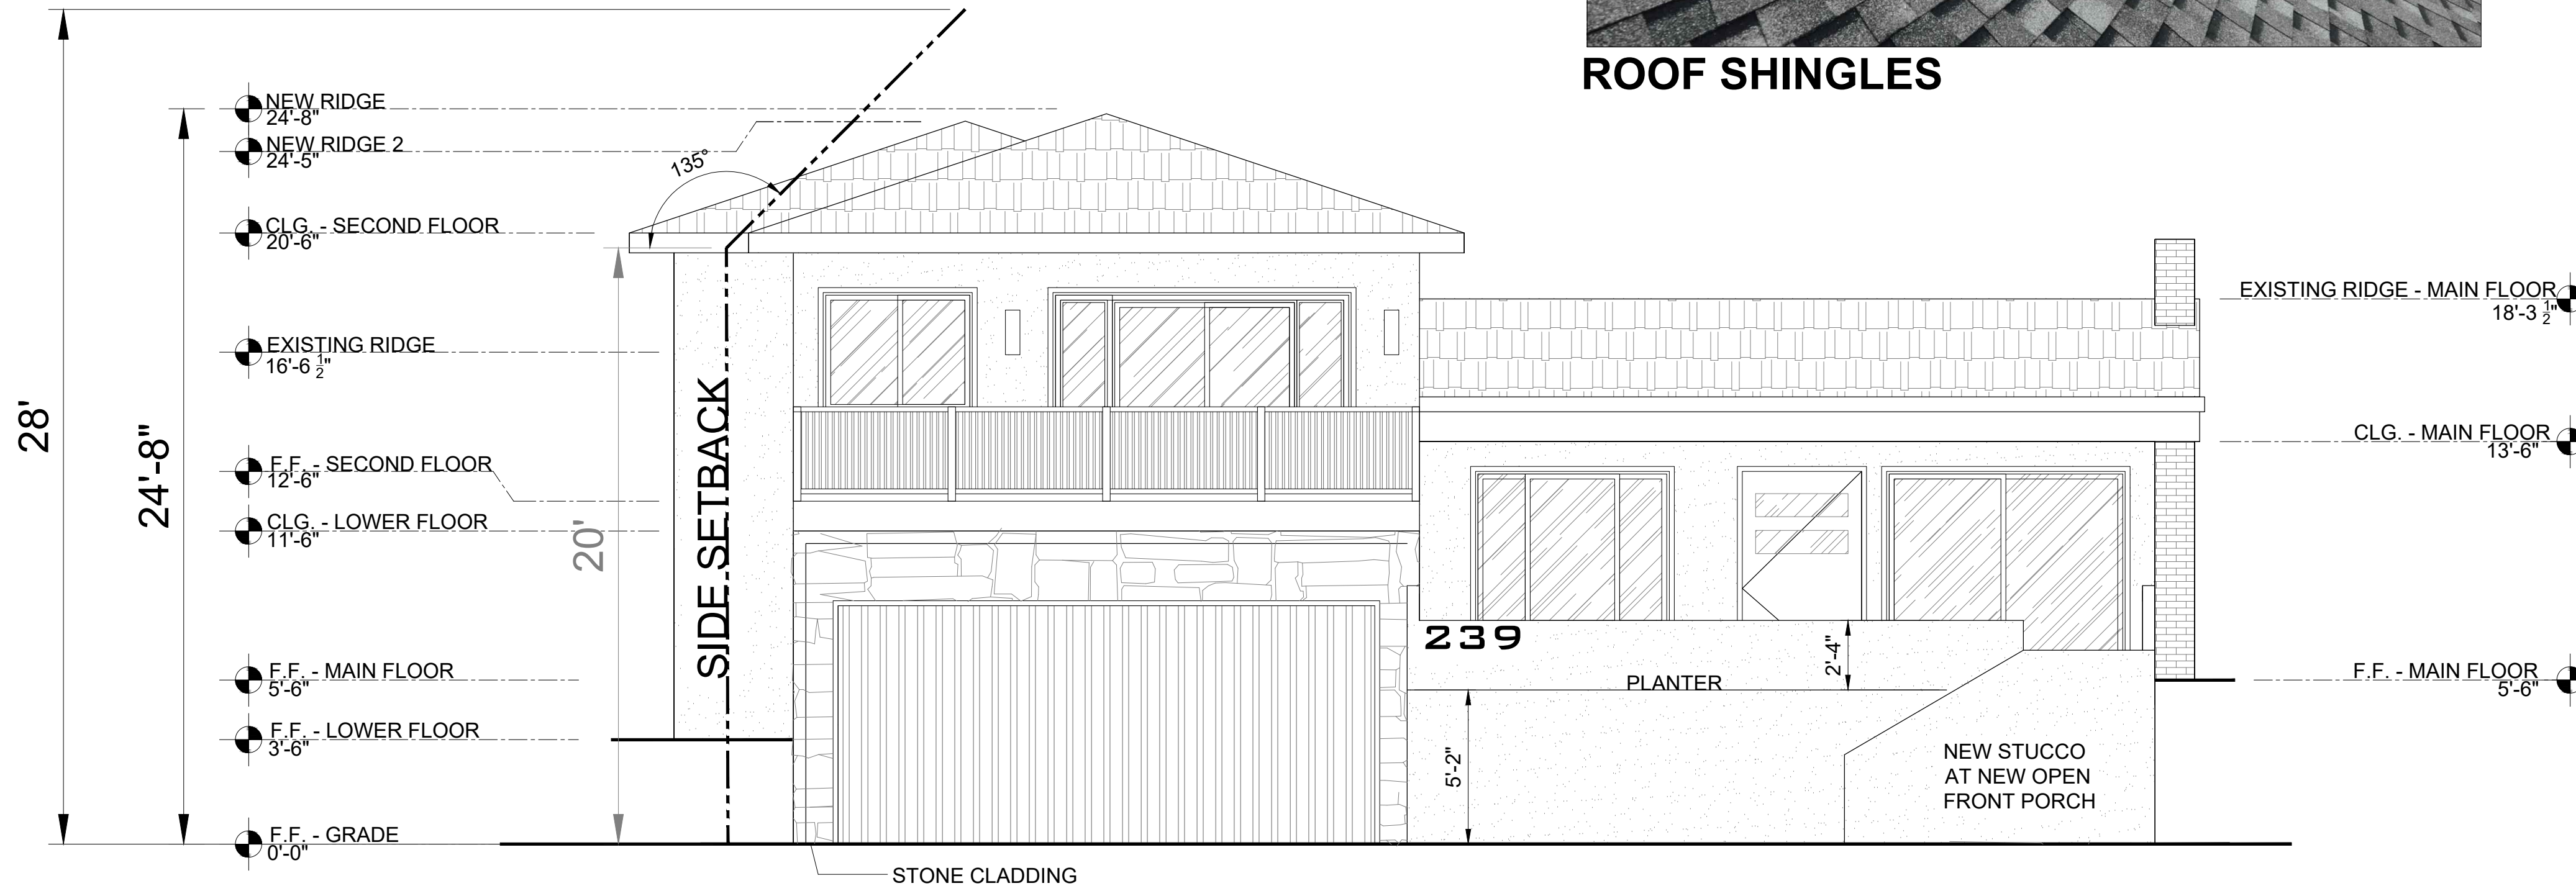 ROOF SHINGLES
28'
24'-8"
NEW RIDGE
24'-8"
NEW RIDGE 2
24'-5"
135°
CLG. - SECOND FLOOR
20'-6"
EXISTING RIDGE
16'-6 1/2"
F.F. - SECOND FLOOR
12'-6"
CLG. - LOWER FLOOR
11'-6"
F.F. - MAIN FLOOR
5'-6"
F.F. - LOWER FLOOR
3'-6"
F.F. - GRADE
0'-0"
20'
SIDE SETBACK
EXISTING RIDGE - MAIN FLOOR
18'-3 1/2"
CLG. - MAIN FLOOR
13'-6"
F.F. - MAIN FLOOR
5'-6"
239
PLANTER
2'-4"
5'-2"
NEW STUCCO
AT NEW OPEN
FRONT PORCH
STONE CLADDING